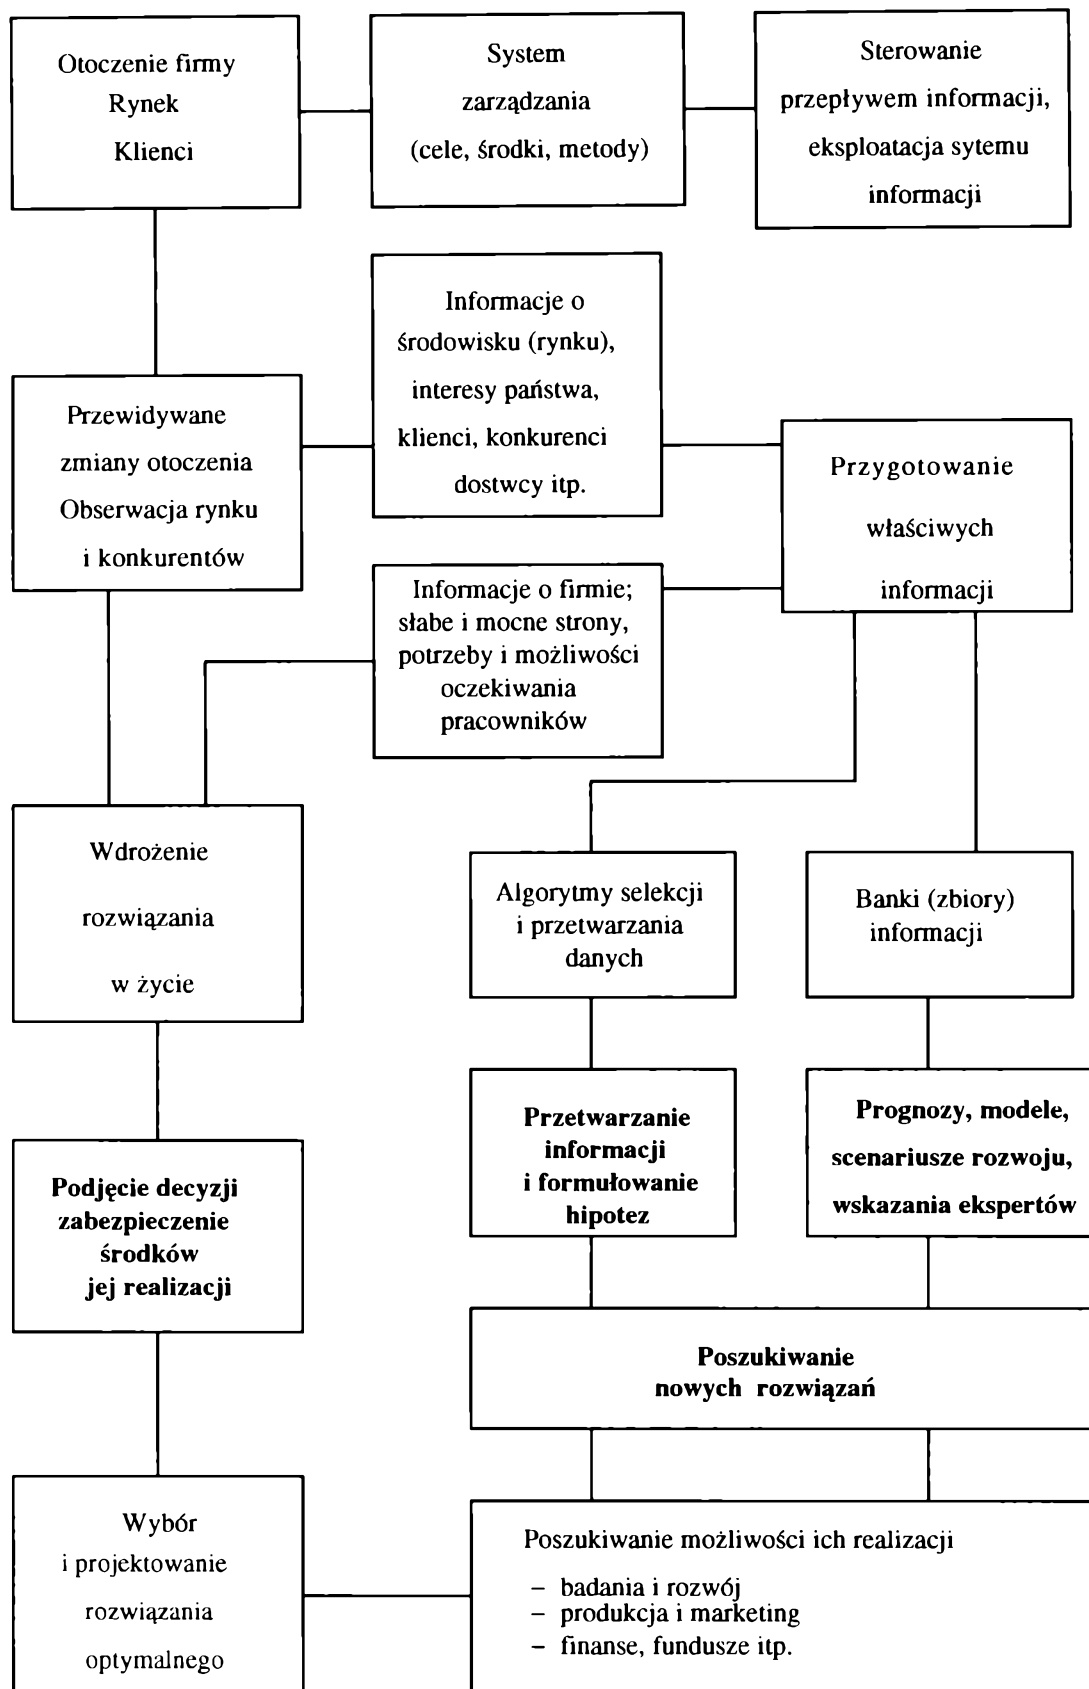 Otoczenie firmy
Rynek
Klienci
System
zarządzania
(cele, środki, metody)
Sterowanie
przepływem informacji,
eksploatacja sytemu
informacji
Informacje o
środowisku (rynku),
interesy państwa,
klienci, konkurenci
dostwcy itp.
Przewidywane
zmiany otoczenia
Obserwacja rynku
i konkurentów
Przygotowanie
właściwych
informacji
Informacje o firmie;
słabe i mocne strony,
potrzeby i możliwości
oczekiwania
pracowników
Wdrożenie
rozwiązania
w życie
Algorytmy selekcji
i przetwarzania
danych
Banki (zbiory)
informacji
Przetwarzanie
informacji
i formułowanie
hipotez
Prognozy, modele,
scenariusze rozwoju,
wskazania ekspertów
Podjęcie decyzji
zabezpieczenie
środków
jej realizacji
Poszukiwanie
nowych rozwiązań
Wybór
i projektowanie
rozwiązania
optymalnego
Poszukiwanie możliwości ich realizacji
– badania i rozwój
– produkcja i marketing
– finanse, fundusze itp.